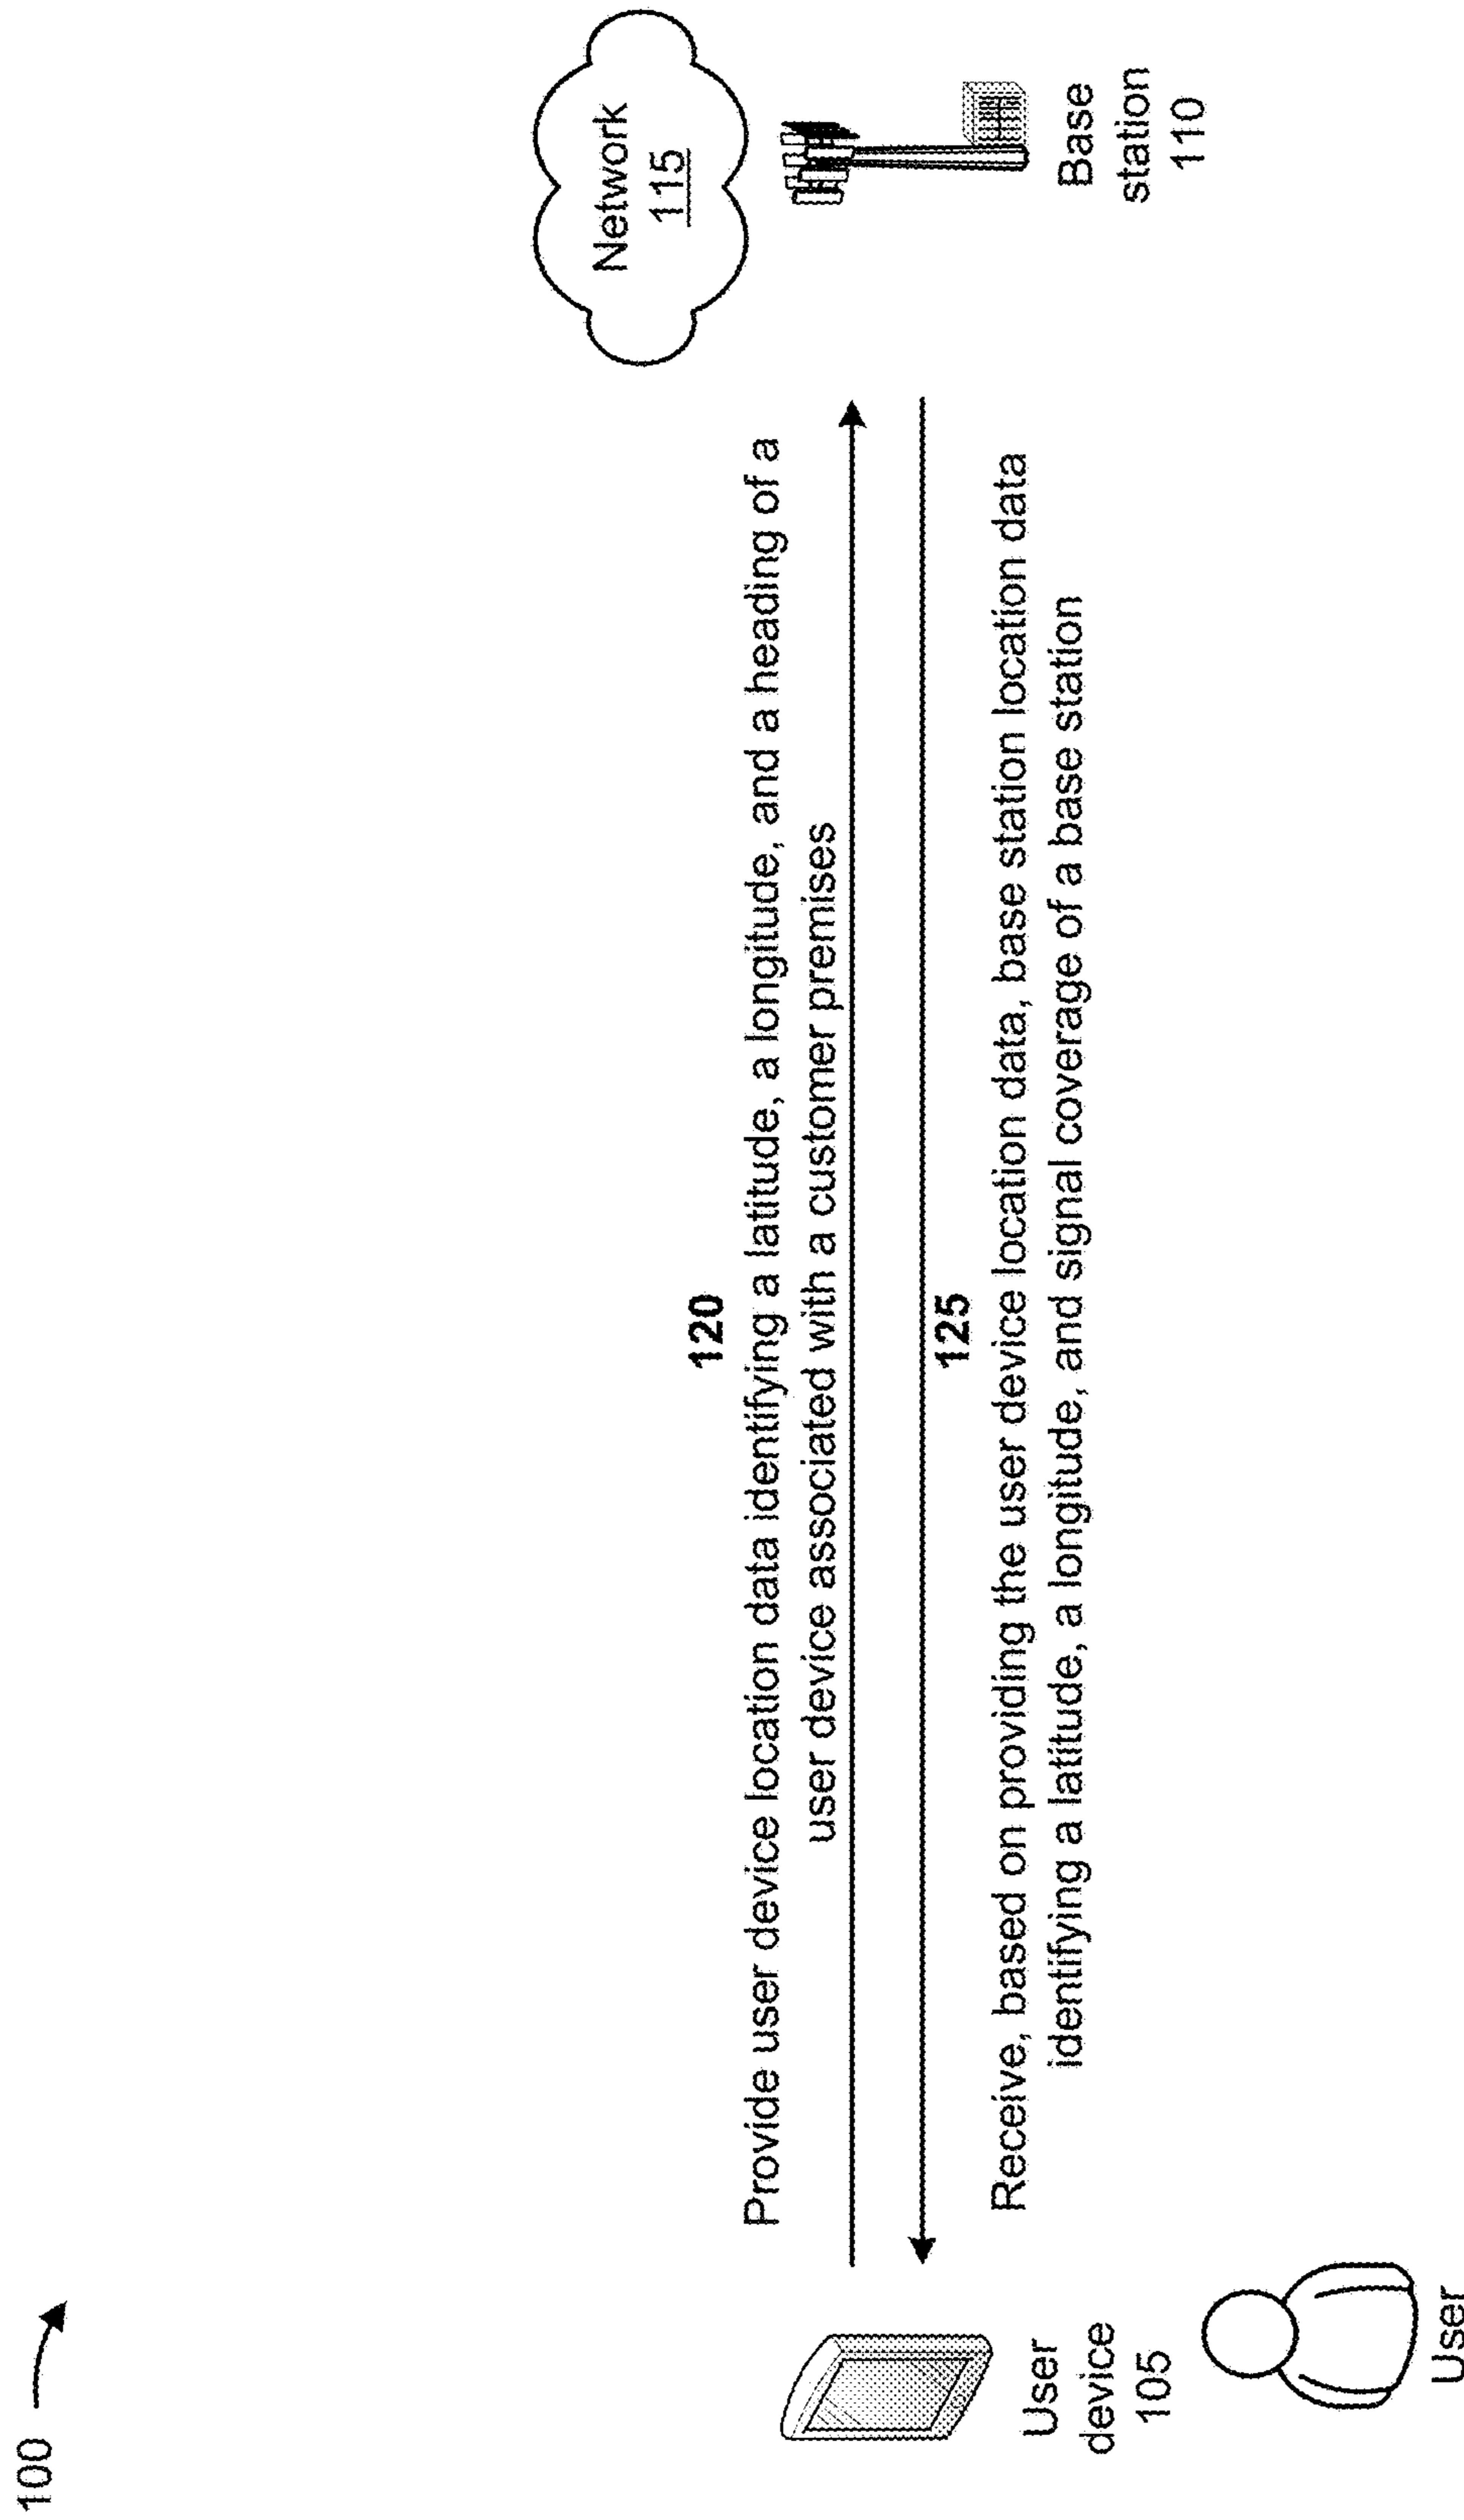 100
Network
115
120
Provide user device location data identifying a latitude, a longitude, and a heading of a
user device associated with a customer premises
125
Receive, based on providing the user device location data, base station location data
identifying a latitude, a longitude, and signal coverage of a base station
User
device
105
Base
station
110
User